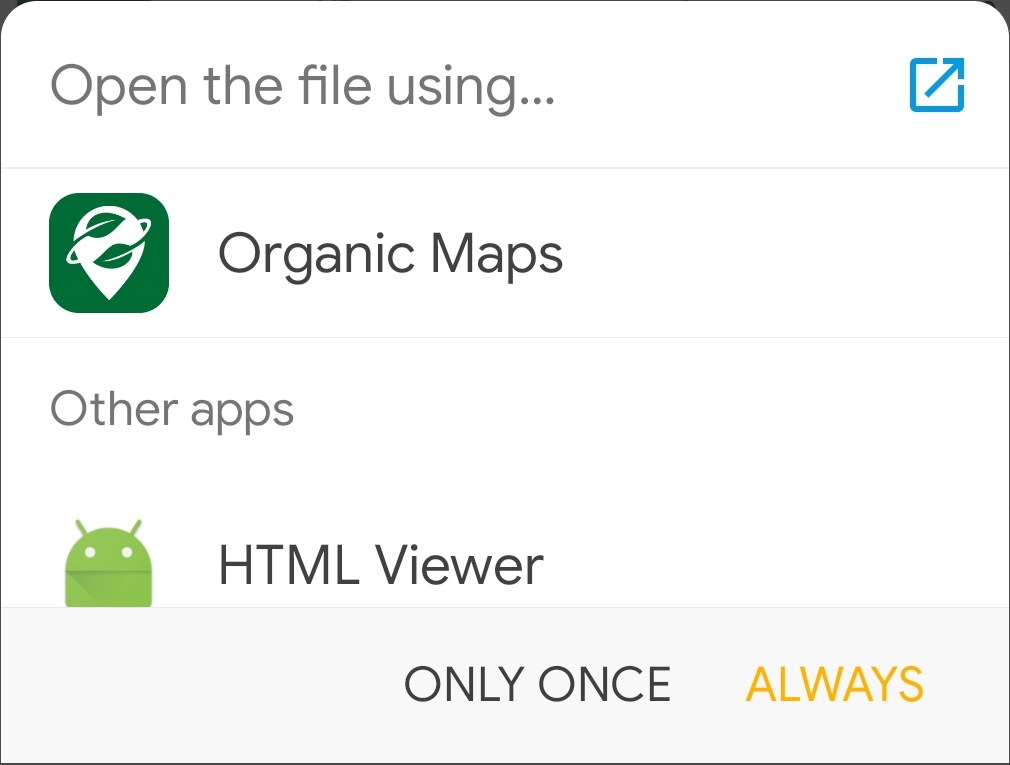 Open the file using...
Organic Maps
Other apps
HTML Viewer
ONLY ONCE
ALWAYS